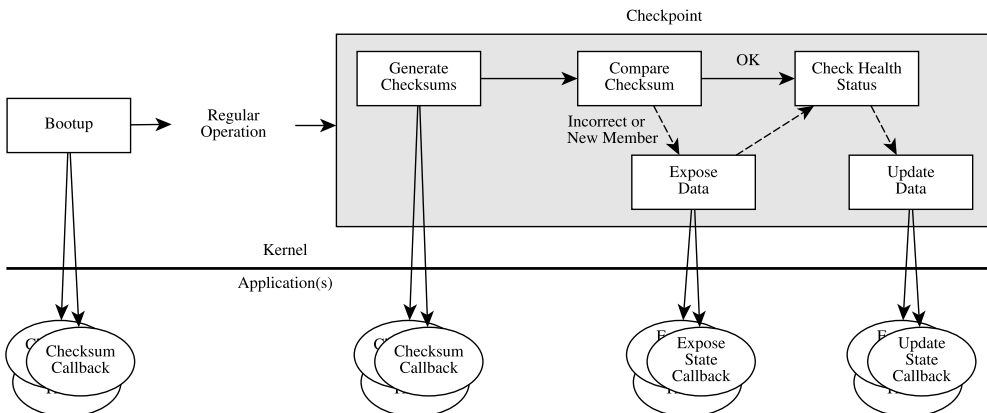 Checkpoint
Generate
Checksums
Compare
Checksum
OK
Check Health
Status
Bootup
Regular
Operation
Incorrect or
New Member
Expose
Data
Update
Data
Kernel
Application(s)
Checksum
Callback
Checksum
Callback
Expose
State
Callback
Update
State
Callback